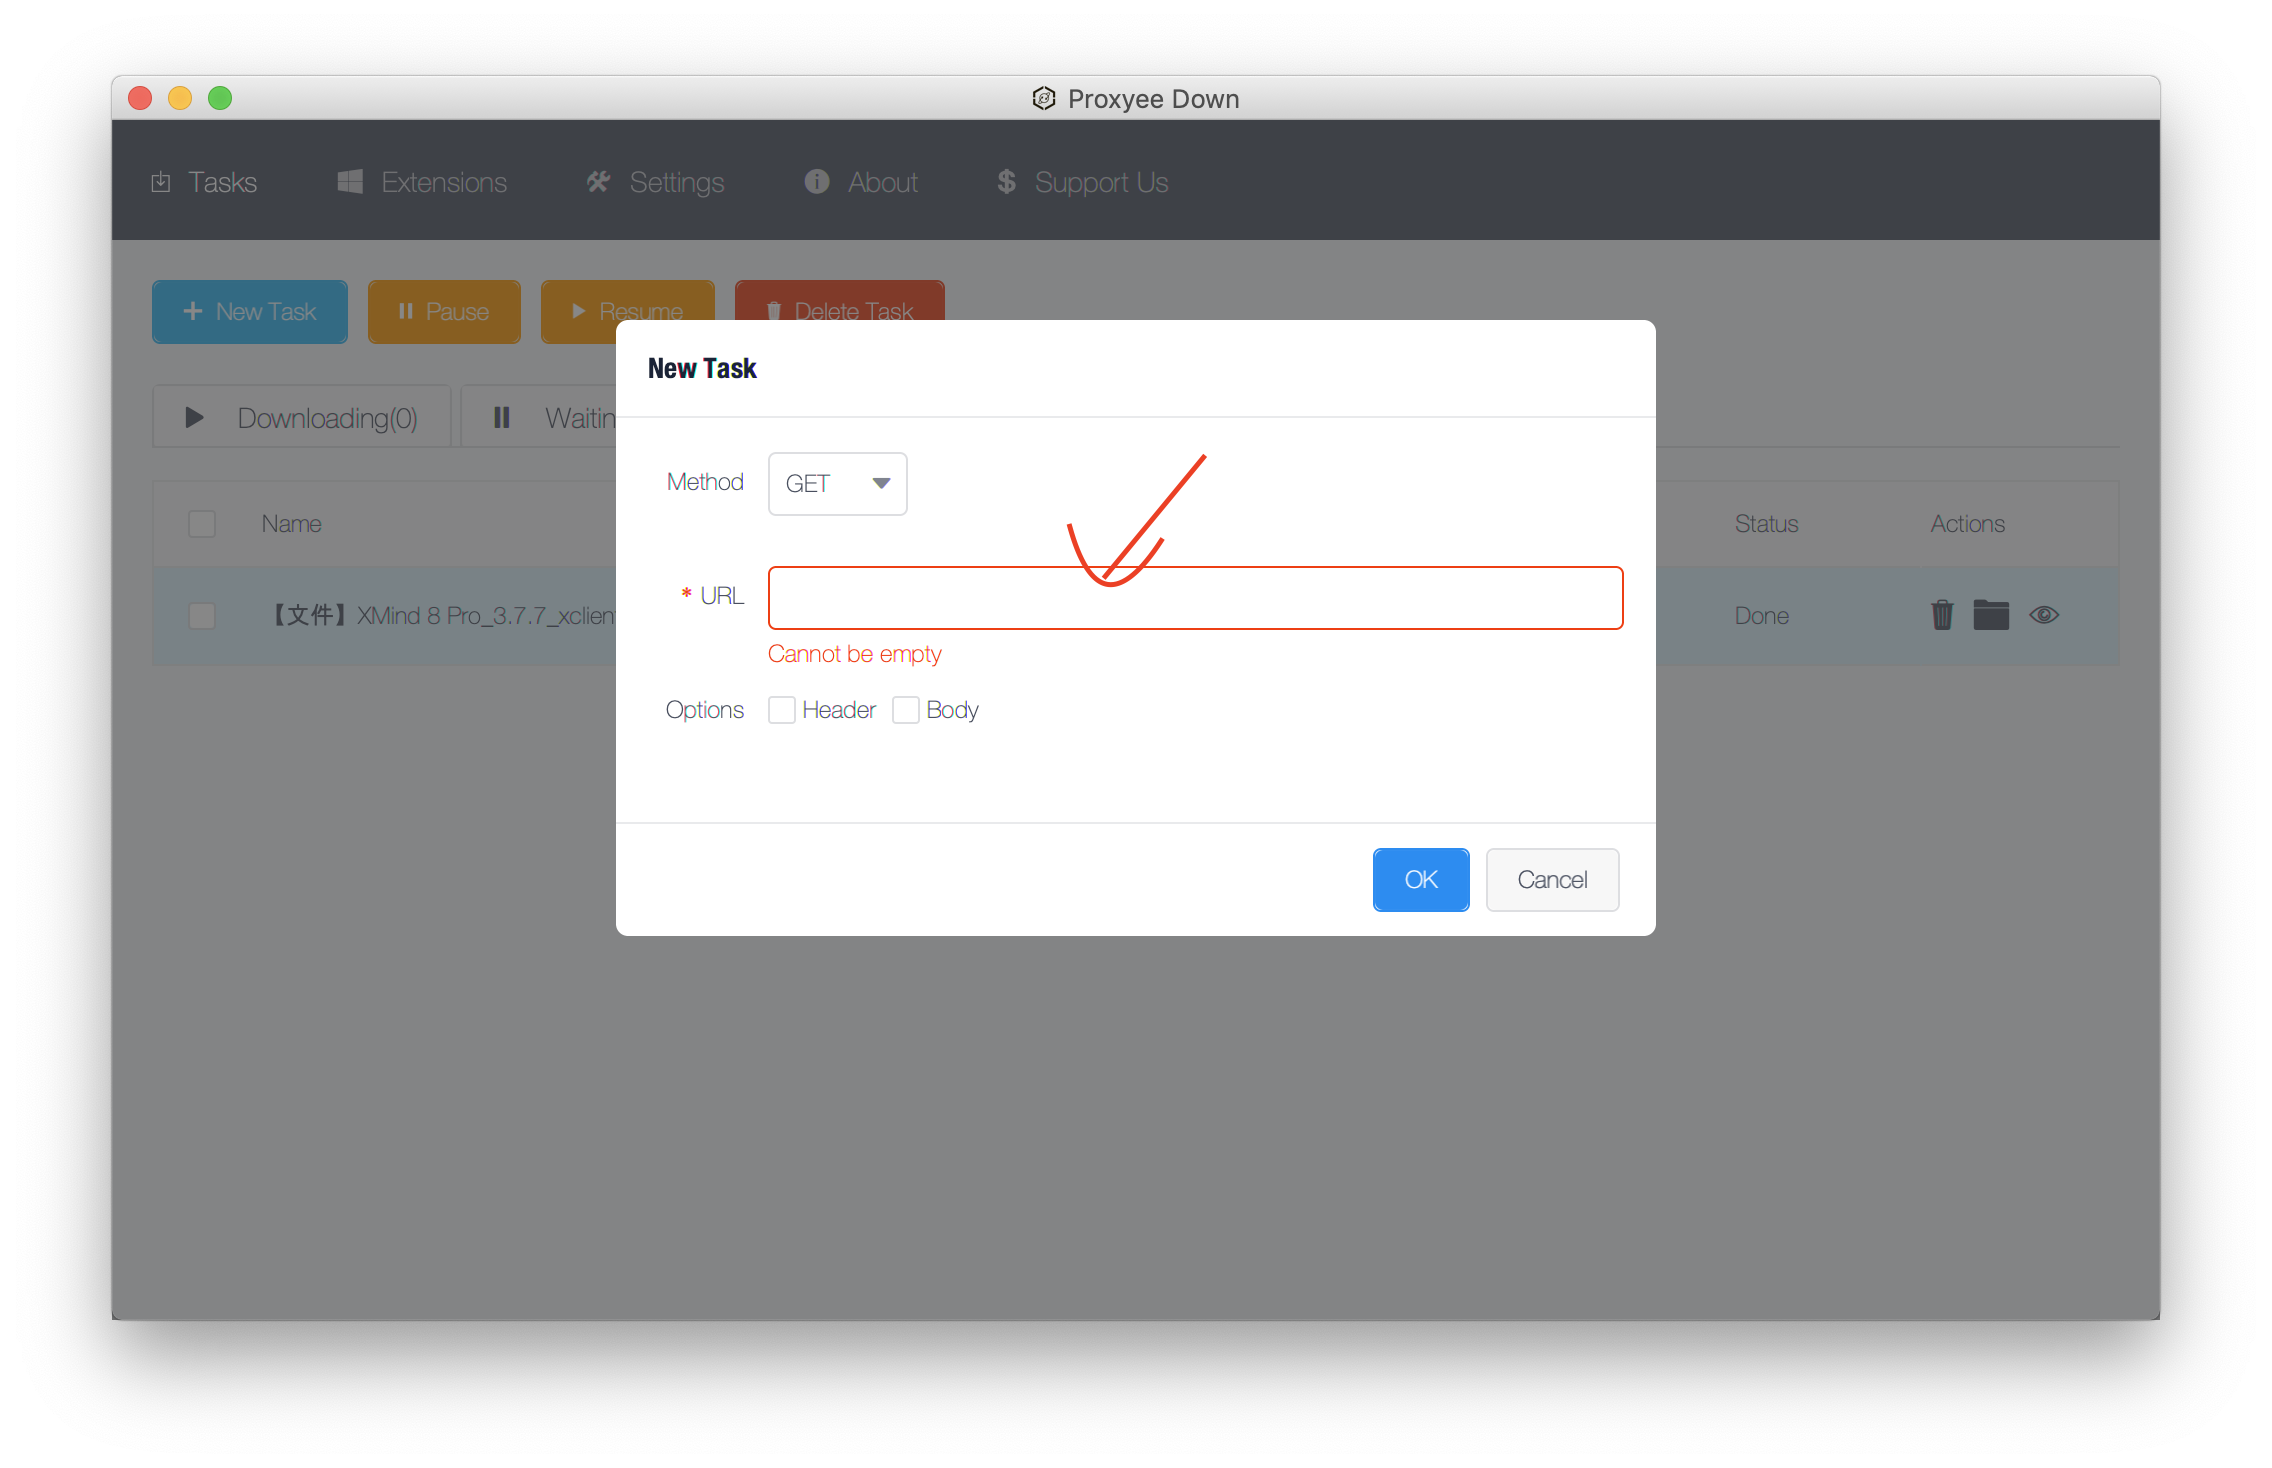 Proxyee Down
Tasks Extensions Settings About Support Us
New Task Pause Resume Delete Task
Downloading(0)
New Task
Method GET
Name Status Actions
* URL
【文件】XMind 8 Pro_3.7.7_xclien Done
Cannot be empty
Options Header Body
OK Cancel